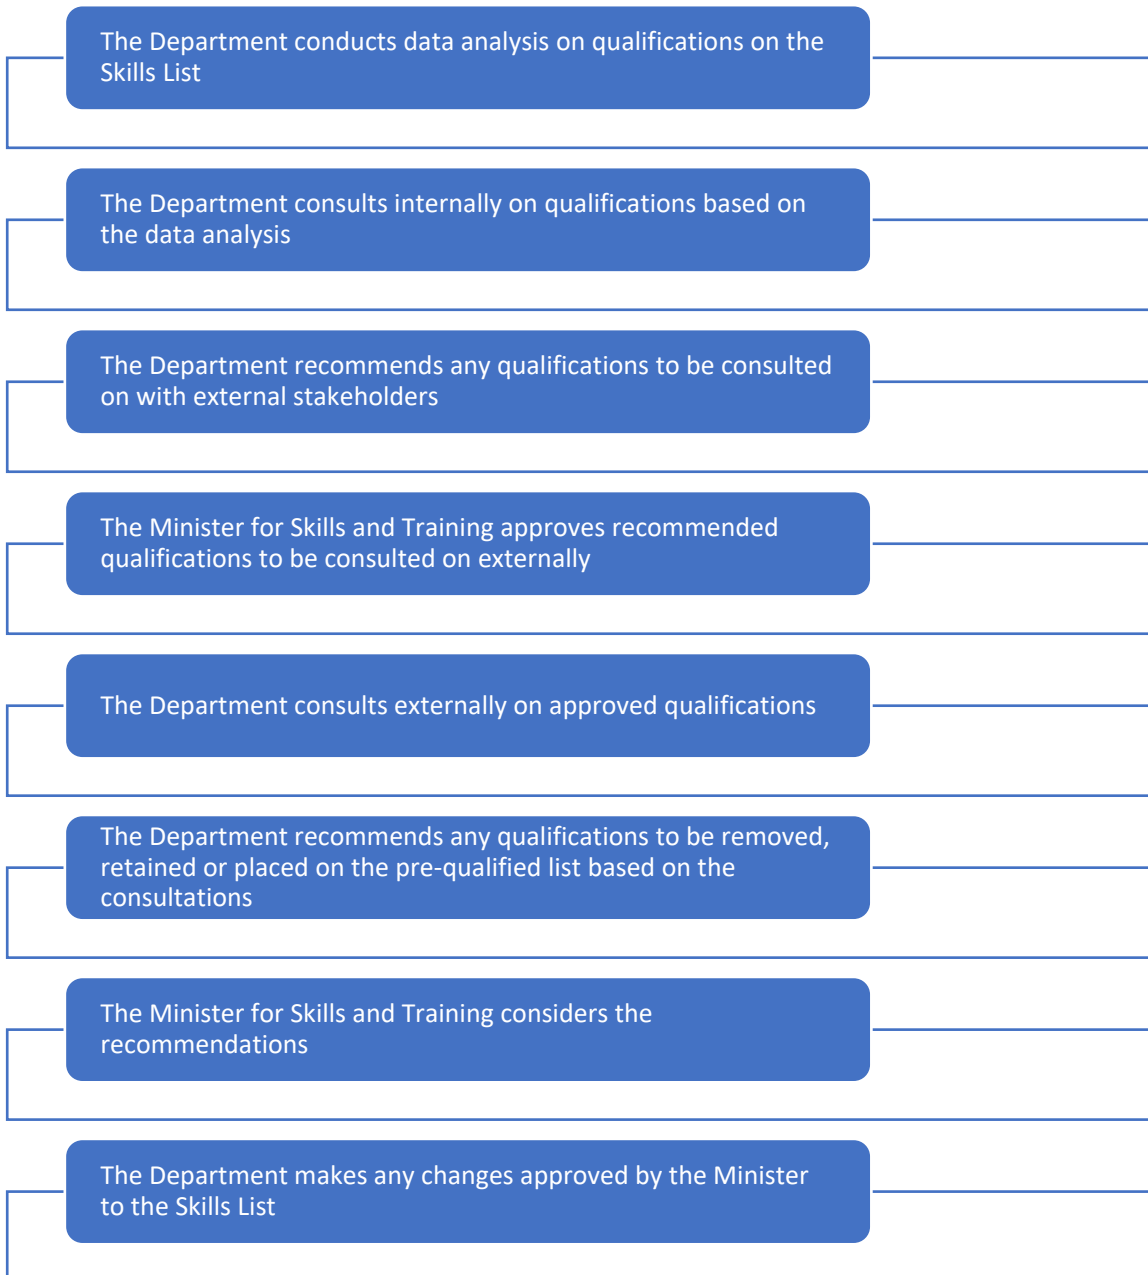 The Department conducts data analysis on qualifications on the
Skills List
The Department consults internally on qualifications based on
the data analysis
The Department recommends any qualifications to be consulted
on with external stakeholders
The Minister for Skills and Training approves recommended
qualifications to be consulted on externally
The Department consults externally on approved qualifications
The Department recommends any qualifications to be removed,
retained or placed on the pre-qualified list based on the
consultations
The Minister for Skills and Training considers the
recommendations
The Department makes any changes approved by the Minister
to the Skills List